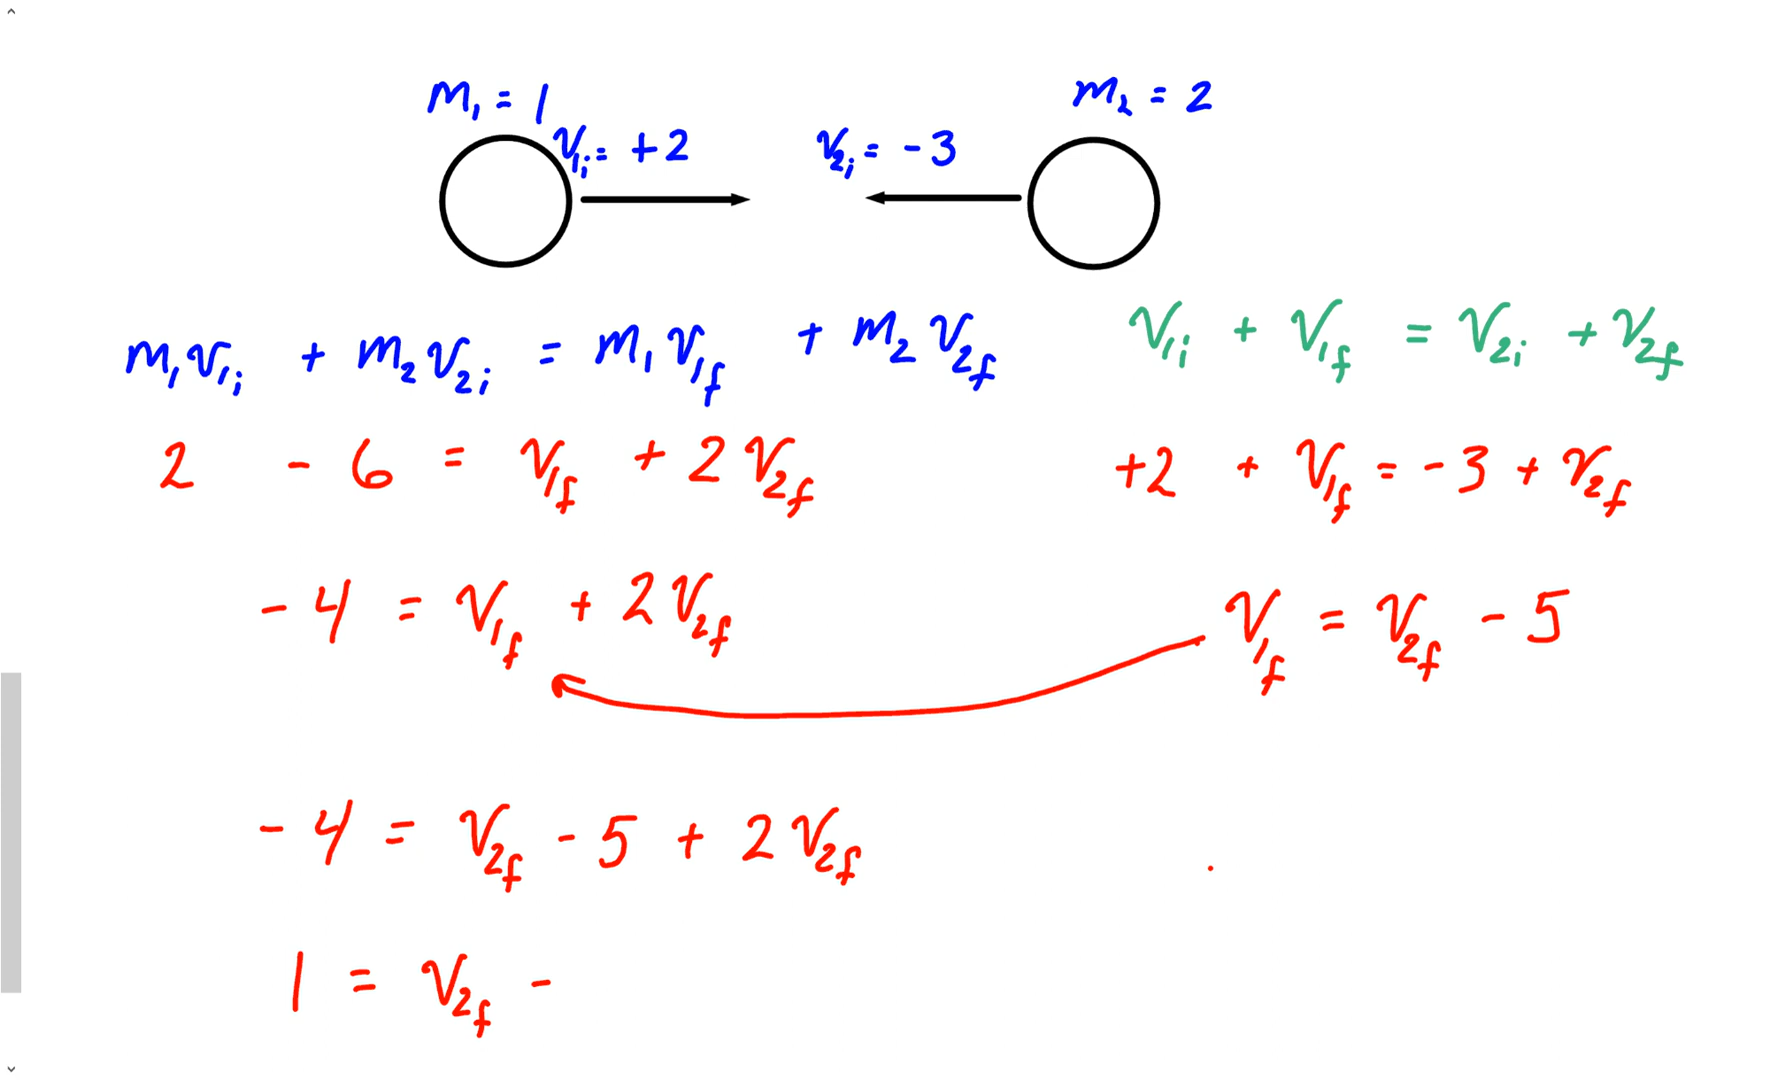 m₁ = 1
m₂ = 2
v₁ᵢ = +2
v₂ᵢ = -3
m₁v₁ᵢ + m₂v₂ᵢ = m₁v₁f + m₂v₂f
v₁ᵢ + v₁f = v₂ᵢ + v₂f
2 - 6 = v₁f + 2v₂f
+2 + v₁f = -3 + v₂f
-4 = v₁f + 2v₂f
v₁f = v₂f - 5
-4 = v₂f - 5 + 2v₂f
1 = v₂f -